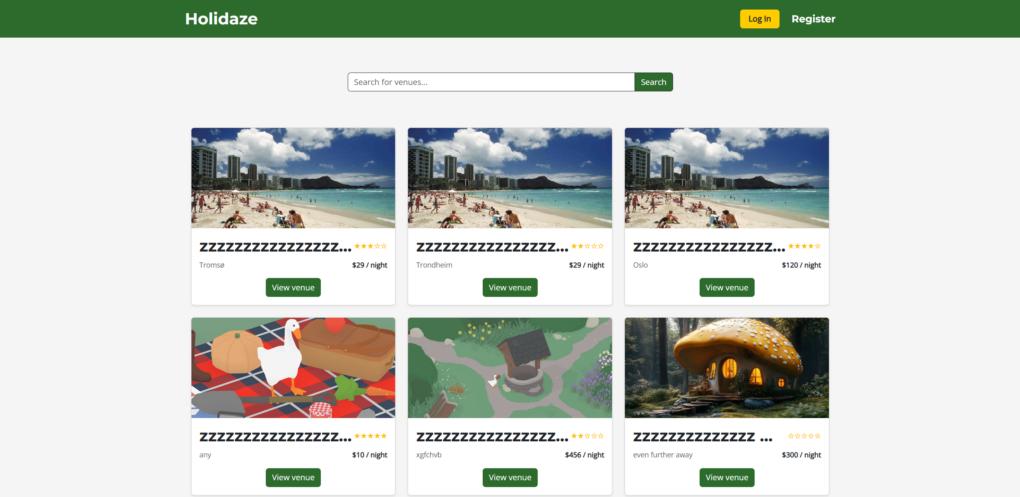 Holidaze
Log In
Register
Search for venues...
Search
ZZZZZZZZZZZZZZZZ...
Tromsø
$29 / night
View venue
ZZZZZZZZZZZZZZZZ...
Trondheim
$29 / night
View venue
ZZZZZZZZZZZZZZZZ...
Oslo
$120 / night
View venue
ZZZZZZZZZZZZZZZZ...
any
$10 / night
View venue
ZZZZZZZZZZZZZZZZ...
xgfchvb
$456 / night
View venue
ZZZZZZZZZZZZZZ ...
even further away
$300 / night
View venue